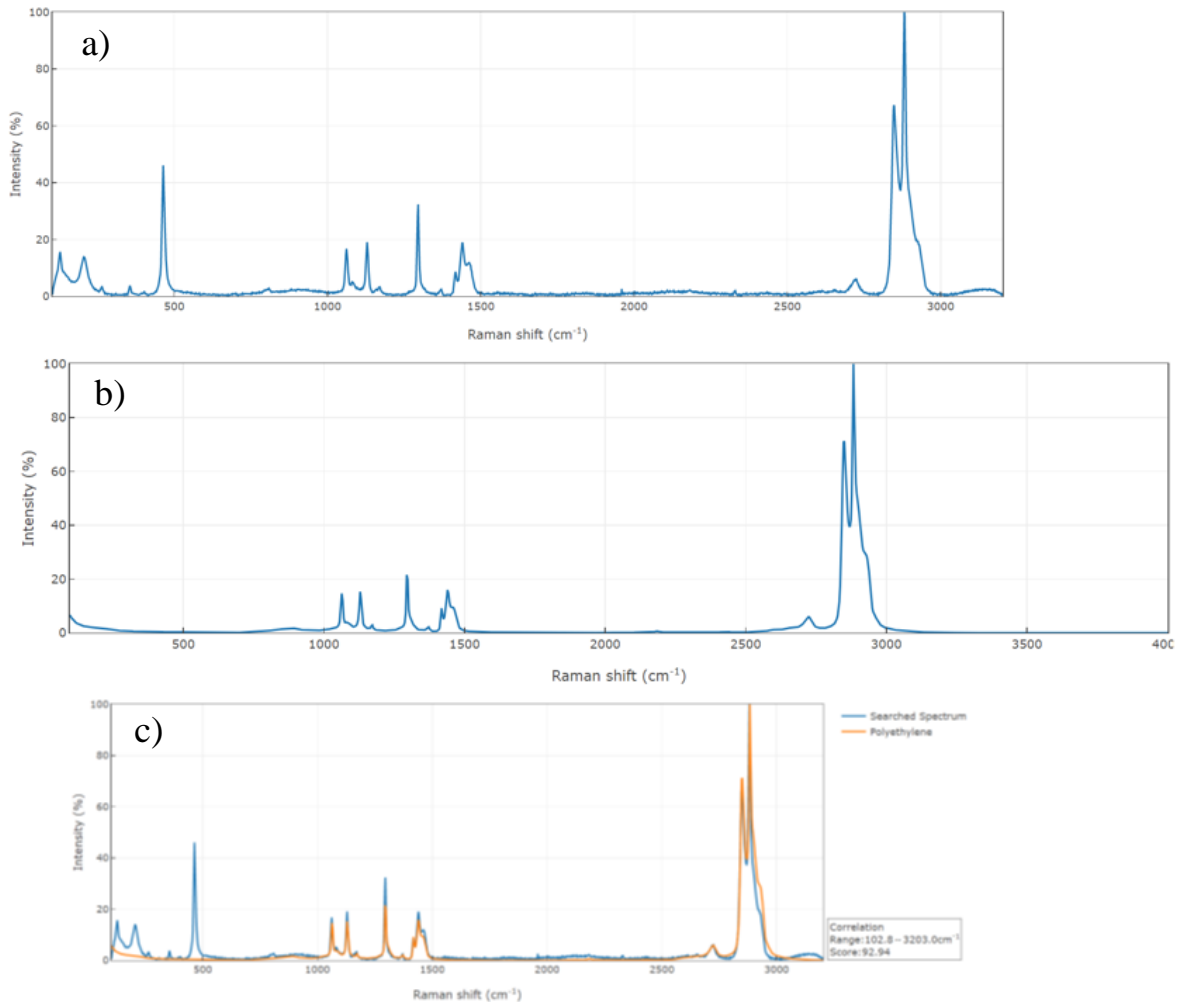 a)
100
80
60
40
20
0
Intensity (%)
500 1000 1500 2000 2500 3000
Raman shift (cm⁻¹)
b)
100
80
60
40
20
0
Intensity (%)
500 1000 1500 2000 2500 3000 3500 400
Raman shift (cm⁻¹)
c)
100
80
60
40
20
0
Intensity (%)
500 1000 1500 2000 2500 3000
Raman shift (cm⁻¹)
Searched Spectrum
Polyethylene
Correlation
Range:102.8−3203.0cm⁻¹
Score:92.94